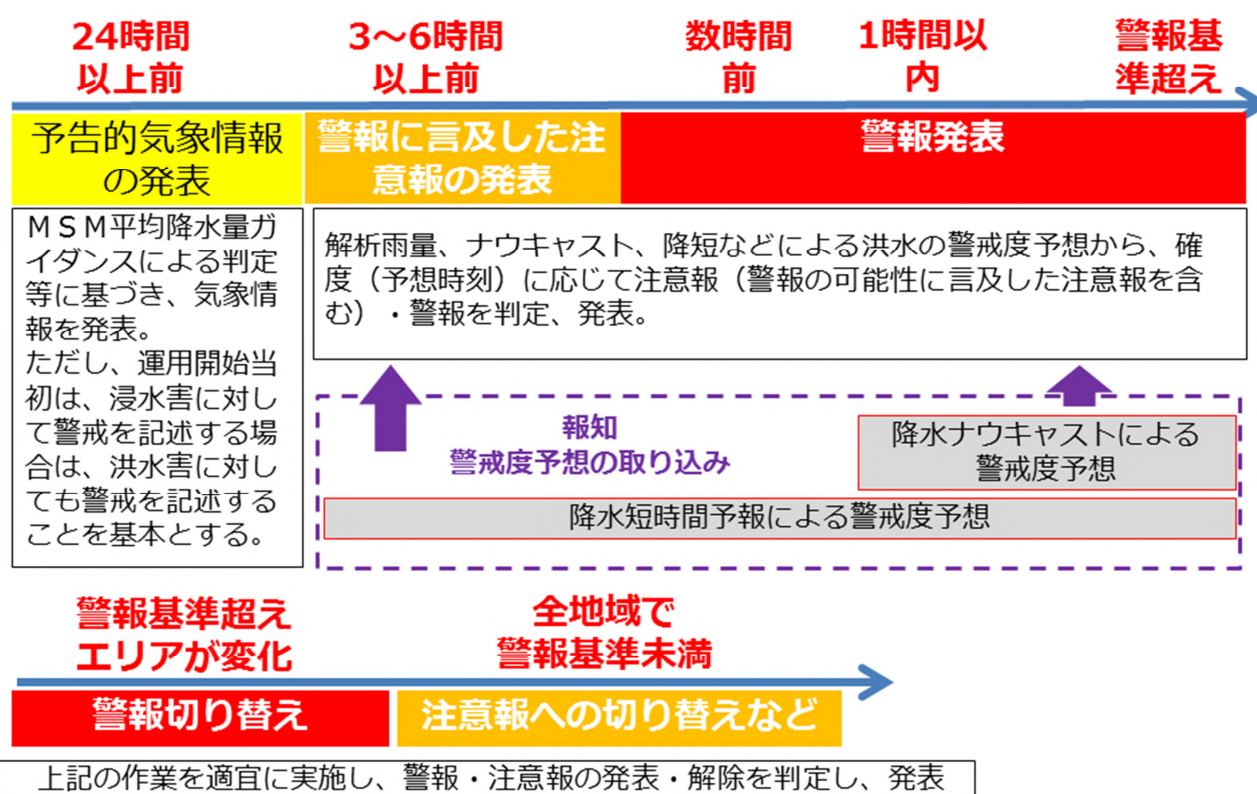 24時間
以上前
3～6時間
以上前
数時間
前
1時間以
内
警報基
準超え
予告的気象情報
の発表
警報に言及した注
意報の発表
警報発表
ＭＳＭ平均降水量ガ
イダンスによる判定
等に基づき、気象情
報を発表。
ただし、運用開始当
初は、浸水害に対し
て警戒を記述する場
合は、洪水害に対し
ても警戒を記述する
ことを基本とする。
解析雨量、ナウキャスト、降短などによる洪水の警戒度予想から、確
度（予想時刻）に応じて注意報（警報の可能性に言及した注意報を含
む）・警報を判定、発表。
報知
警戒度予想の取り込み
降水ナウキャストによる
警戒度予想
降水短時間予報による警戒度予想
警報基準超え
エリアが変化
全地域で
警報基準未満
警報切り替え
注意報への切り替えなど
上記の作業を適宜に実施し、警報・注意報の発表・解除を判定し、発表